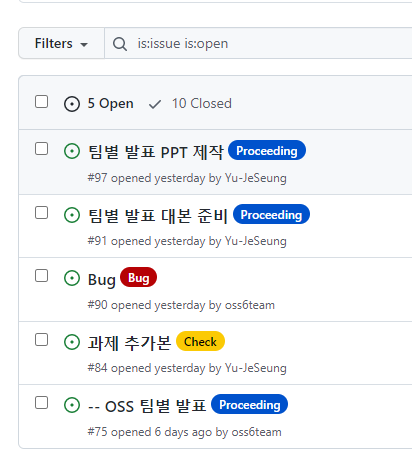 Filters
is:issue is:open
5 Open 10 Closed
팀별 발표 PPT 제작 Proceeding
#97 opened yesterday by Yu-JeSeung
팀별 발표 대본 준비 Proceeding
#91 opened yesterday by Yu-JeSeung
Bug Bug
#90 opened yesterday by oss6team
과제 추가본 Check
#84 opened yesterday by Yu-JeSeung
-- OSS 팀별 발표 Proceeding
#75 opened 6 days ago by oss6team